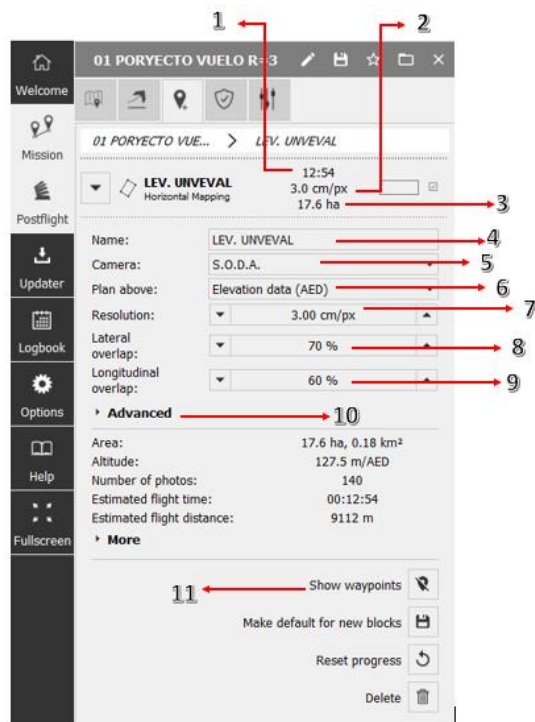 1
2
01 PORYECTO VUELO R=3
Welcome
Mission
Postflight
Updater
Logbook
Options
Help
Fullscreen
01 PORYECTO VUE... > LEV. UNVEVAL
LEV. UNVEVAL
Horizontal Mapping
12:54
3.0 cm/px
17.6 ha
3
Name: LEV. UNVEVAL 4
Camera: S.O.D.A. 5
Plan above: Elevation data (AED) 6
Resolution: 3.00 cm/px 7
Lateral
overlap: 70 % 8
Longitudinal
overlap: 60 % 9
Advanced 10
Area: 17.6 ha, 0.18 km²
Altitude: 127.5 m/AED
Number of photos: 140
Estimated flight time: 00:12:54
Estimated flight distance: 9112 m
More
11 Show waypoints
Make default for new blocks
Reset progress
Delete